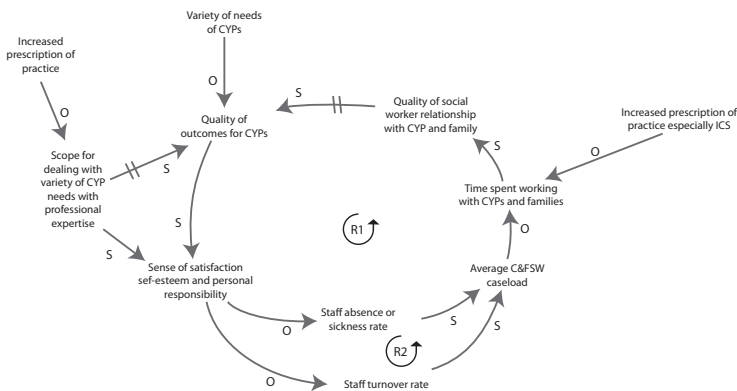 Variety of needs
of CYPs
Increased
prescription of
practice
O
O
S
Quality of
outcomes for CYPs
Quality of social
worker relationship
with CYP and family
Increased prescription of
practice especially ICS
O
S
Scope for
dealing with
variety of CYP
needs with
professional
expertise
S
Time spent working
with CYPs and families
S
R1
O
S
Sense of satisfaction
sef-esteem and personal
responsibility
Average C&FSW
caseload
Staff absence or
sickness rate
O
S
S
R2
O
Staff turnover rate